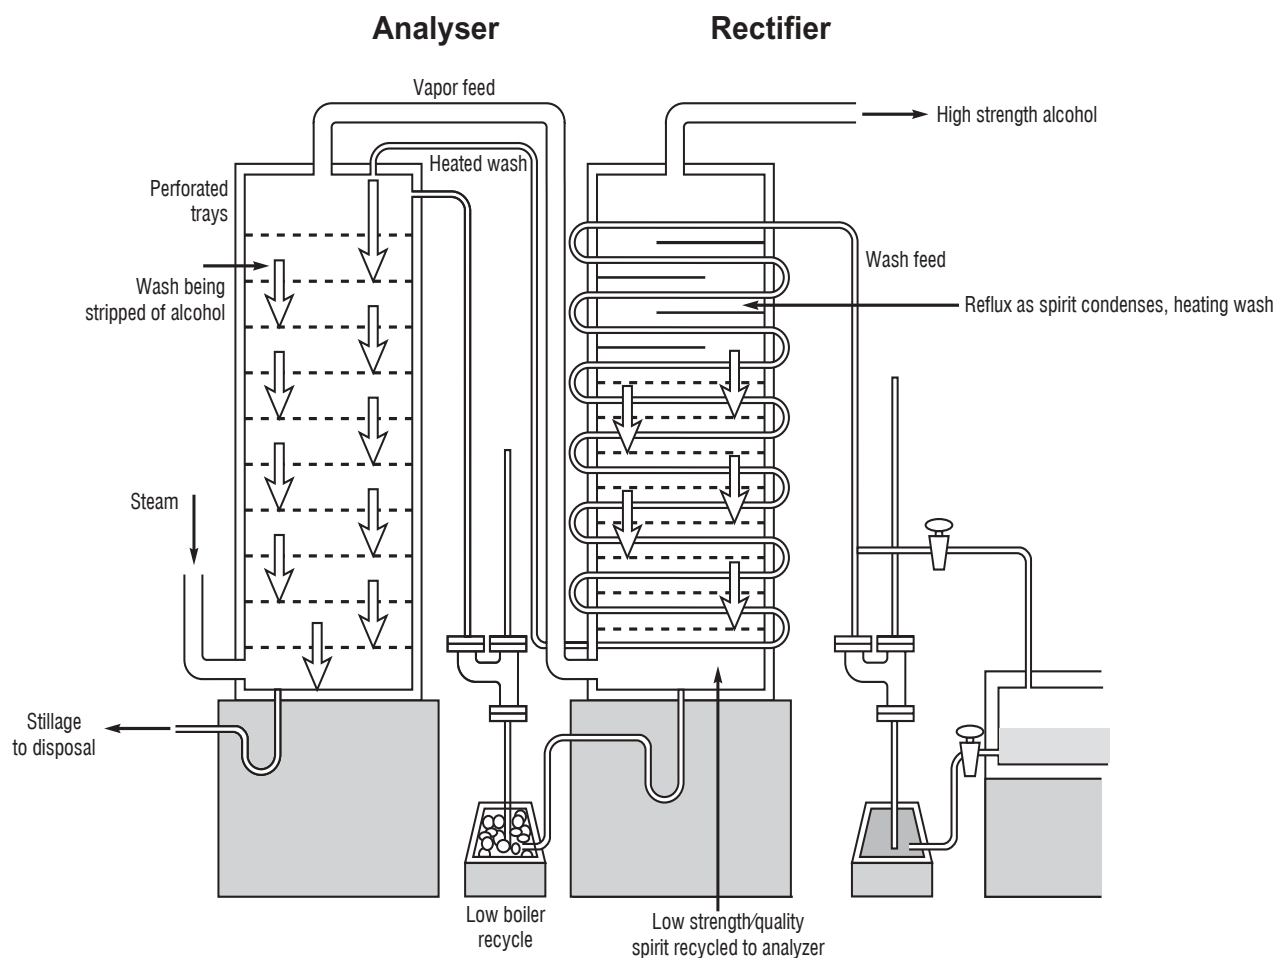 Analyser
Rectifier
Vapor feed
High strength alcohol
Heated wash
Perforated
trays
Wash feed
Wash being
stripped of alcohol
Reflux as spirit condenses, heating wash
Steam
Stillage
to disposal
Low boiler
recycle
Low strength/quality
spirit recycled to analyzer